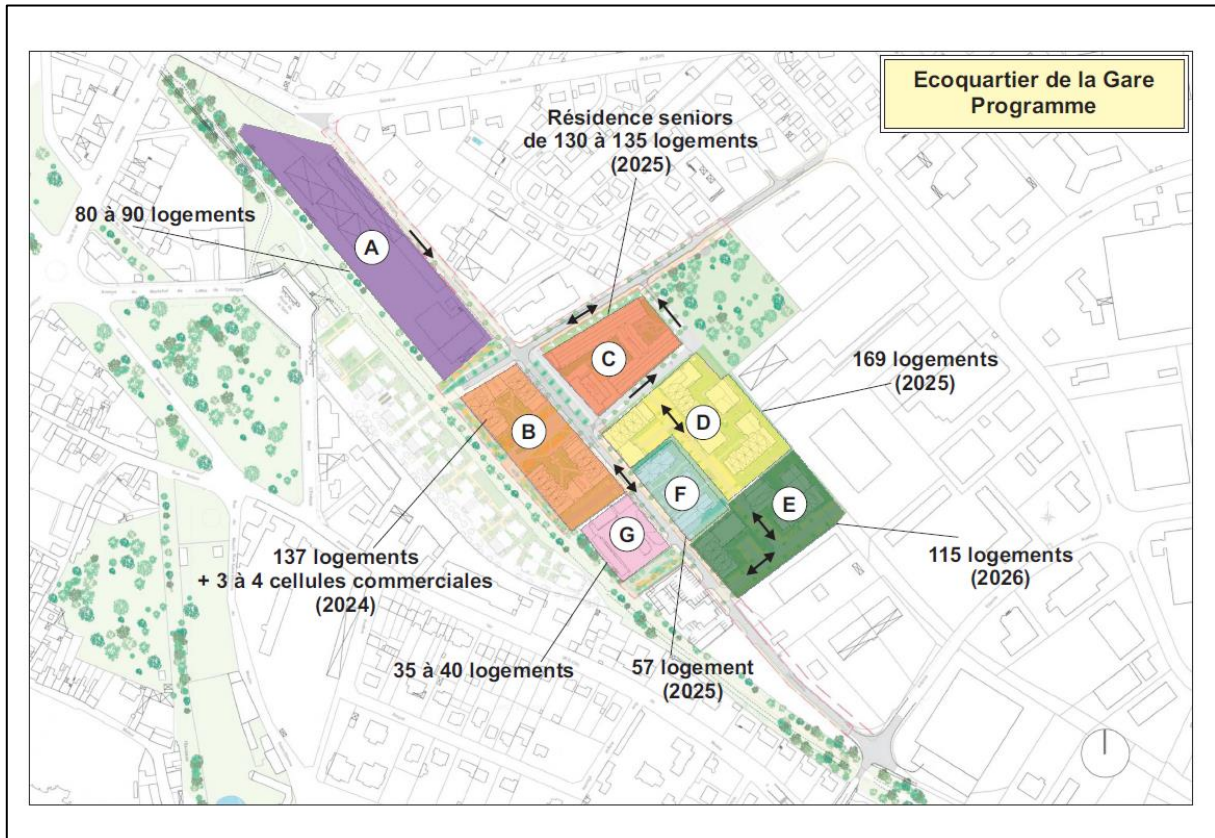 Ecoquartier de la Gare
Programme
Résidence seniors
de 130 à 135 logements
(2025)
80 à 90 logements
A
C
169 logements
(2025)
D
B
F
E
G
137 logements
+ 3 à 4 cellules commerciales
(2024)
115 logements
(2026)
35 à 40 logements
57 logement
(2025)